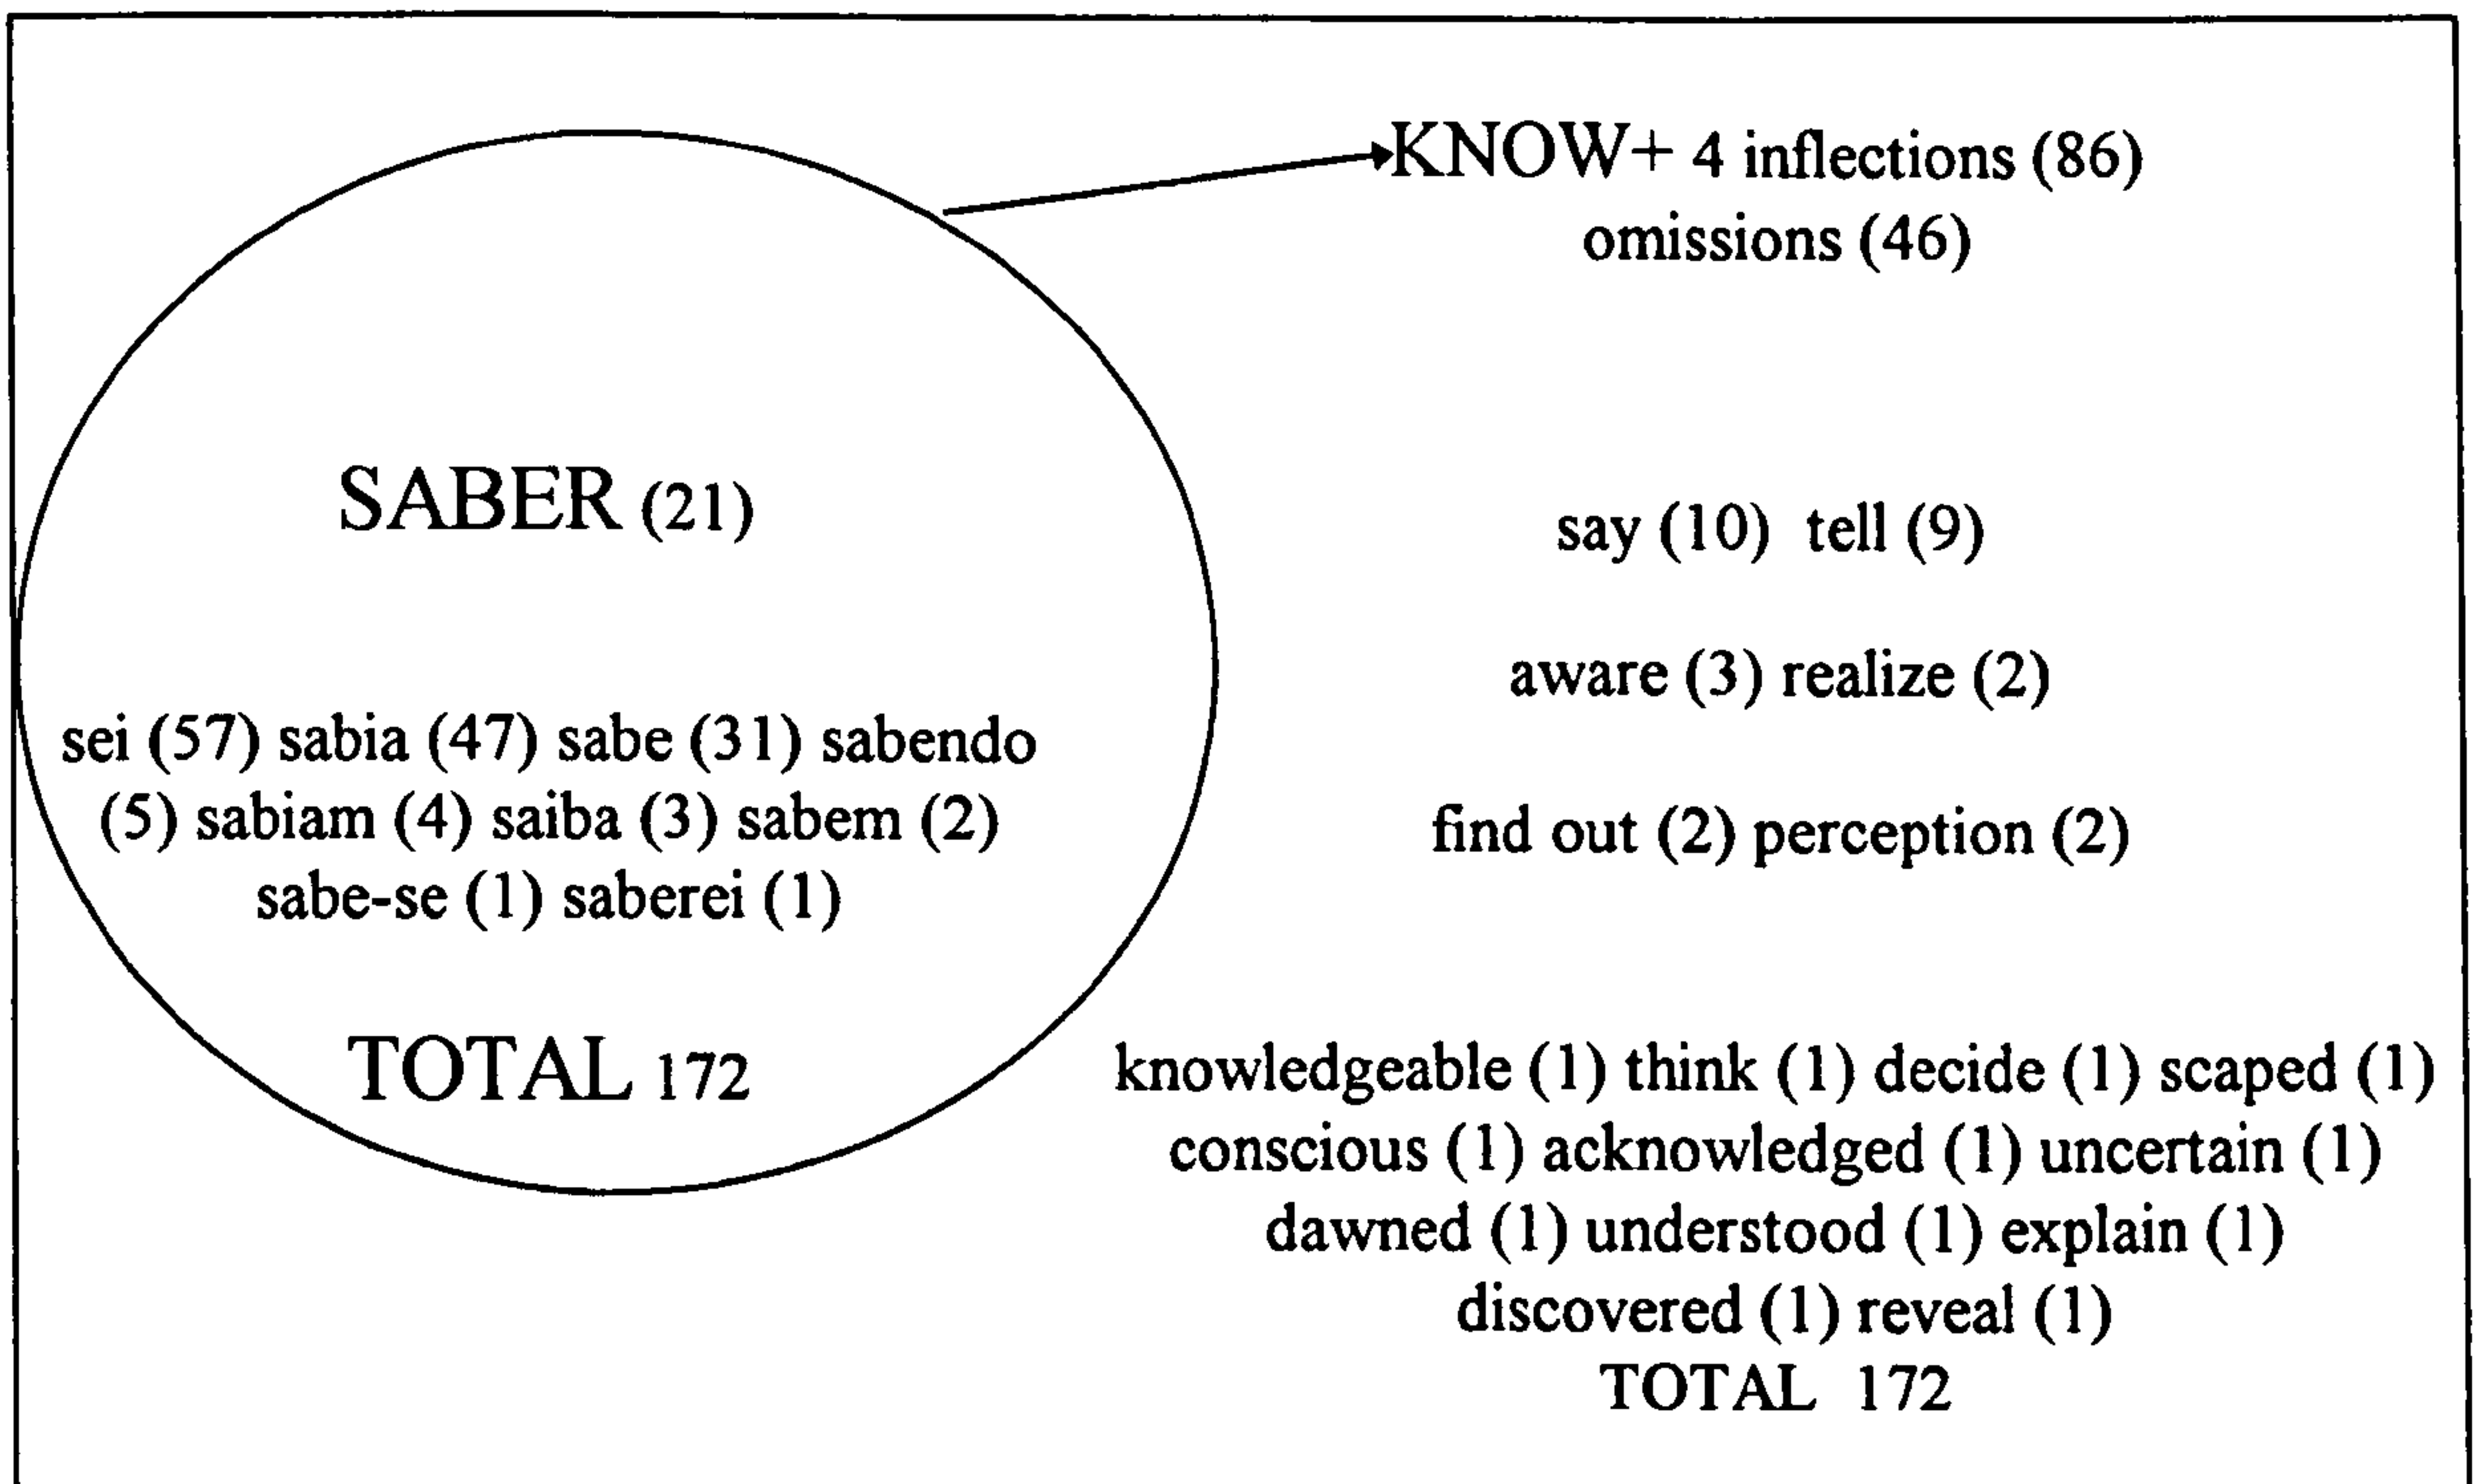 SABER (21)
sei (57) sabia (47) sabe (31) sabendo
(5) sabiam (4) saiba (3) sabem (2)
sabe-se (1) saberei (1)
TOTAL 172
KNOW+ 4 inflections (86)
omissions (46)
say (10) tell (9)
aware (3) realize (2)
find out (2) perception (2)
knowledgeable (1) think (1) decide (1) scaped (1)
conscious (1) acknowledged (1) uncertain (1)
dawned (1) understood (1) explain (1)
discovered (1) reveal (1)
TOTAL 172